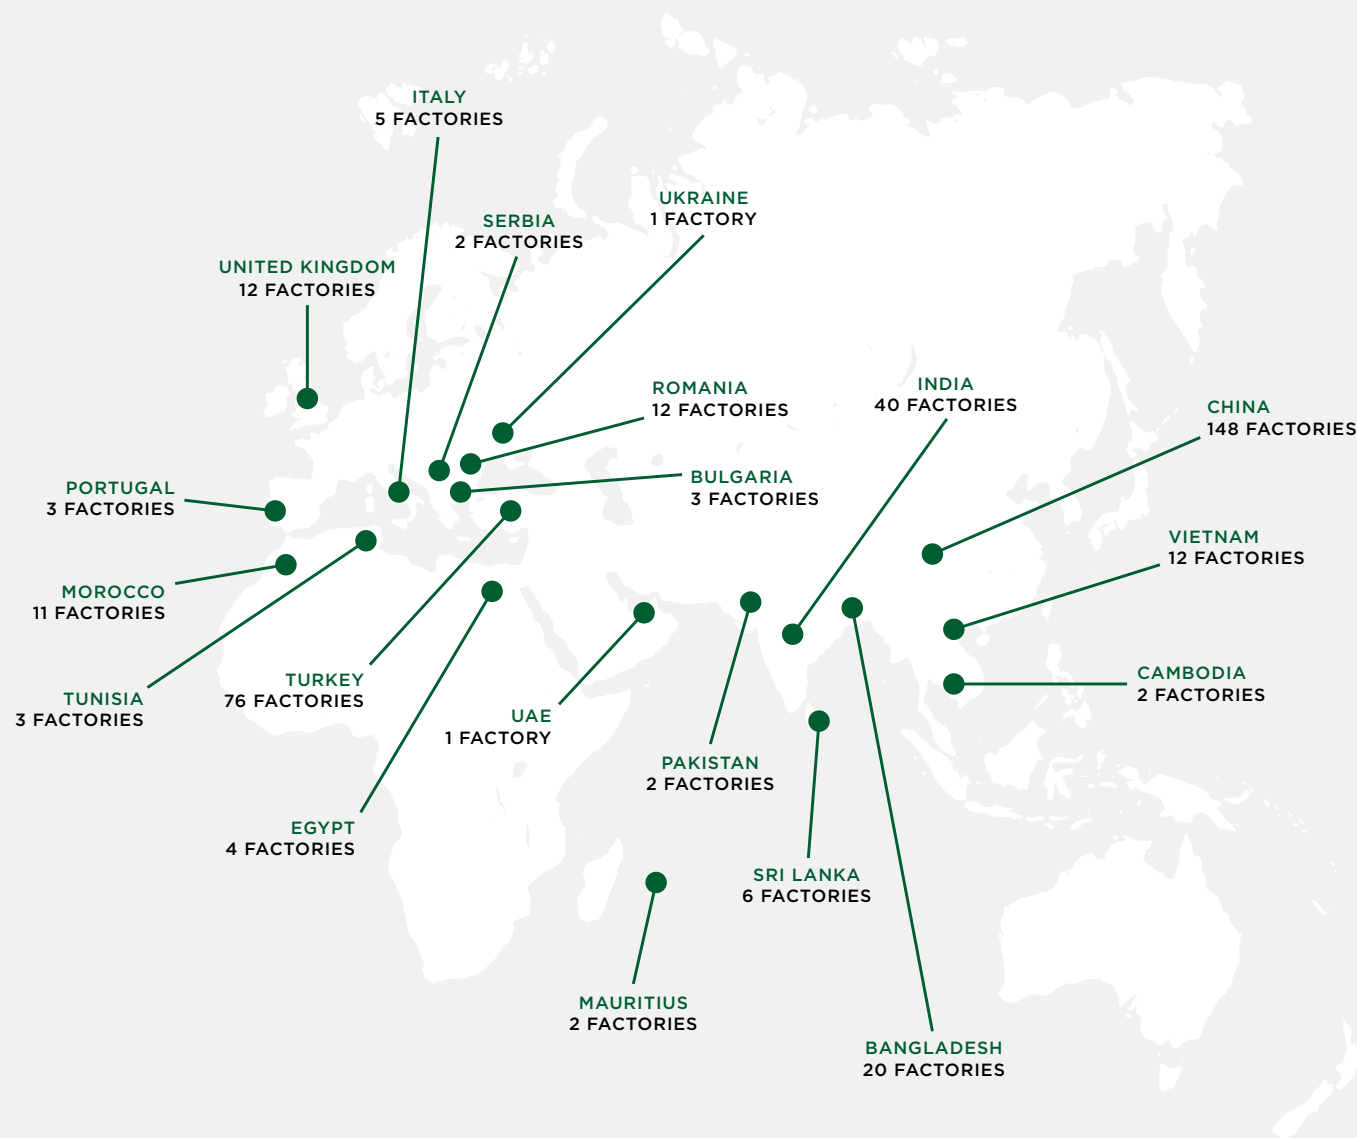 ITALY
5 FACTORIES
UKRAINE
1 FACTORY
SERBIA
2 FACTORIES
UNITED KINGDOM
12 FACTORIES
ROMANIA
12 FACTORIES
INDIA
40 FACTORIES
CHINA
148 FACTORIES
BULGARIA
3 FACTORIES
PORTUGAL
3 FACTORIES
VIETNAM
12 FACTORIES
MOROCCO
11 FACTORIES
CAMBODIA
2 FACTORIES
TURKEY
76 FACTORIES
TUNISIA
3 FACTORIES
UAE
1 FACTORY
PAKISTAN
2 FACTORIES
EGYPT
4 FACTORIES
SRI LANKA
6 FACTORIES
MAURITIUS
2 FACTORIES
BANGLADESH
20 FACTORIES